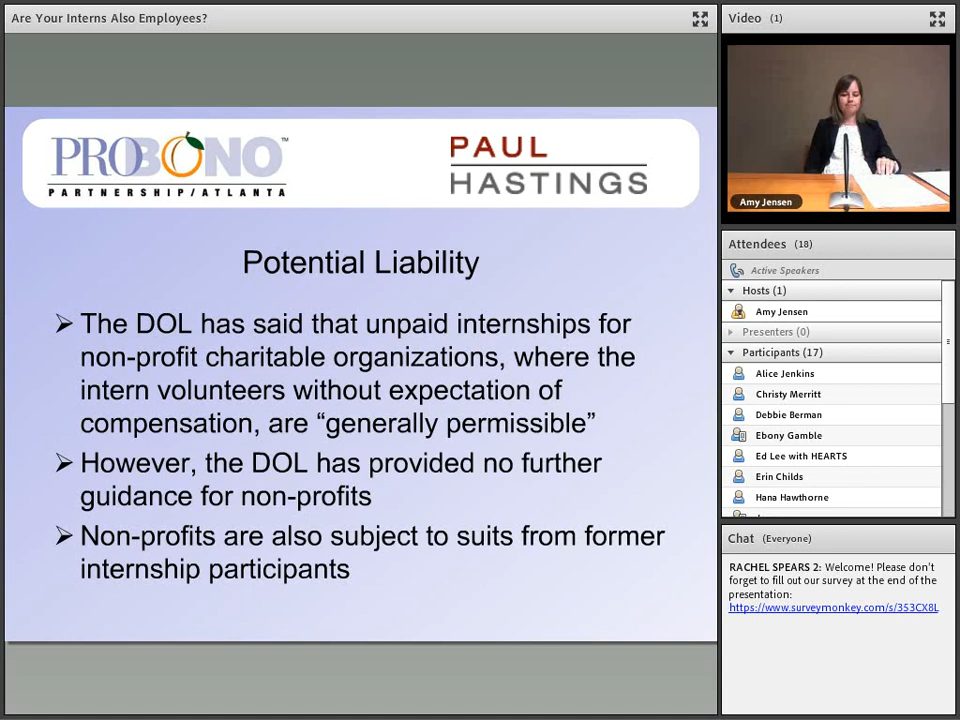 Are Your Interns Also Employees?
PROBONO™
PARTNERSHIP/ATLANTA
PAUL
HASTINGS
Potential Liability
➢ The DOL has said that unpaid internships for
non-profit charitable organizations, where the
intern volunteers without expectation of
compensation, are “generally permissible”
➢ However, the DOL has provided no further
guidance for non-profits
➢ Non-profits are also subject to suits from former
internship participants
Video (1)
Amy Jensen
Attendees (18)
Active Speakers
Hosts (1)
Amy Jensen
Presenters (0)
Participants (17)
Alice Jenkins
Christy Merritt
Debbie Berman
Ebony Gamble
Ed Lee with HEARTS
Erin Childs
Hana Hawthorne
Chat (Everyone)
RACHEL SPEARS 2: Welcome! Please don't
forget to fill out our survey at the end of the
presentation:
https://www.surveymonkey.com/s/353CX8L